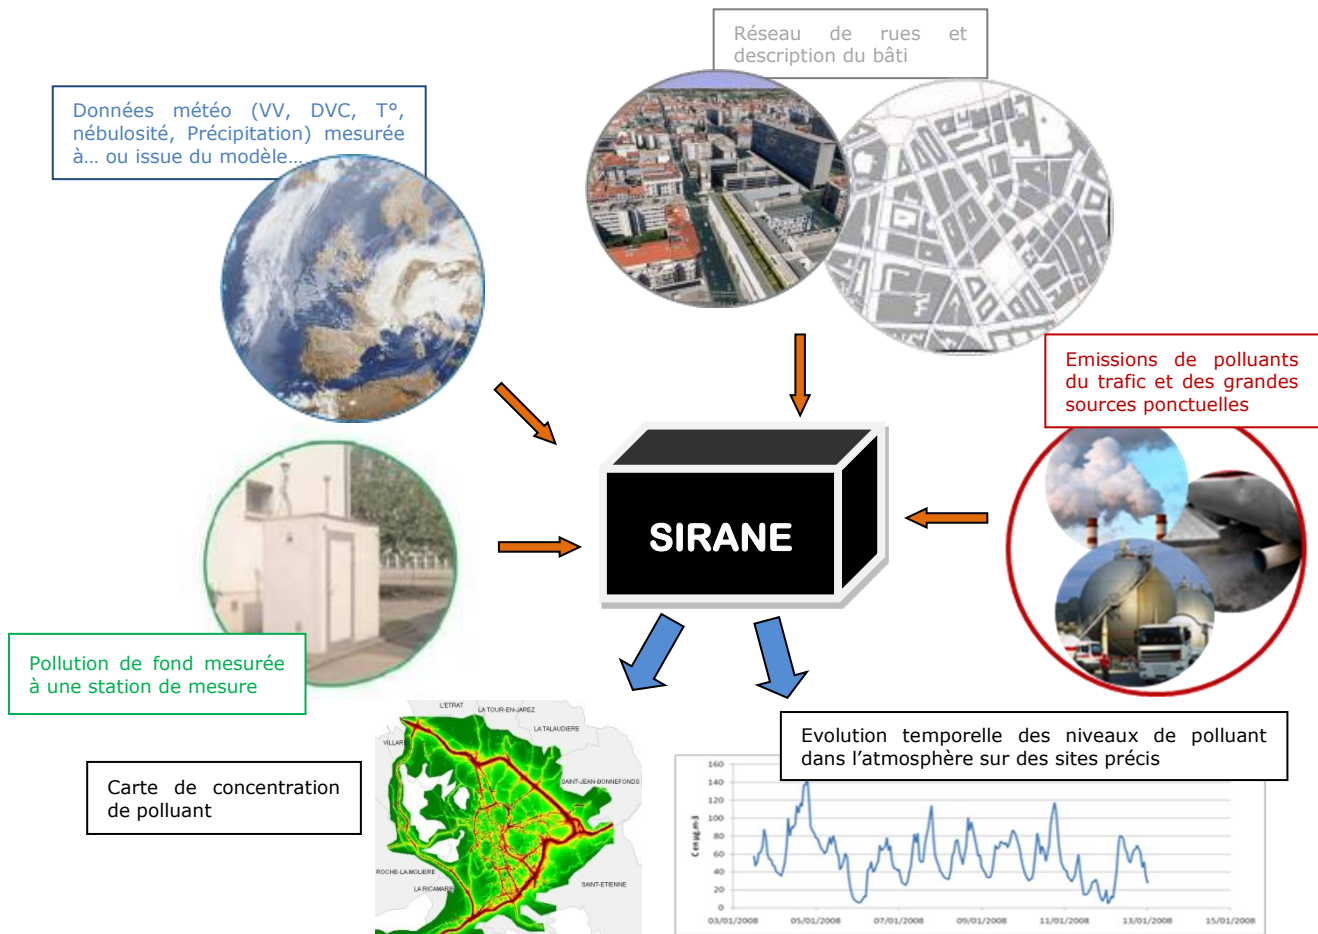 Réseau de rues et
description du bâti
Données météo (VV, DVC, T°,
nébulosité, Précipitation) mesurée
à… ou issue du modèle…
Emissions de polluants
du trafic et des grandes
sources ponctuelles
SIRANE
Pollution de fond mesurée
à une station de mesure
Carte de concentration
de polluant
L'ETRAT
LA TOUR-EN-JAREZ
LA TALAUDIERE
VILLAR
SAINT-JEAN-BONNEFONDS
ROCHE-LA-MOLIERE
LA RICAMARIE
SAINT-ETIENNE
Evolution temporelle des niveaux de polluant
dans l'atmosphère sur des sites précis
C en µg.m-3
160
140
120
100
80
60
40
20
0
03/01/2008 05/01/2008 07/01/2008 09/01/2008 11/01/2008 13/01/2008 15/01/2008